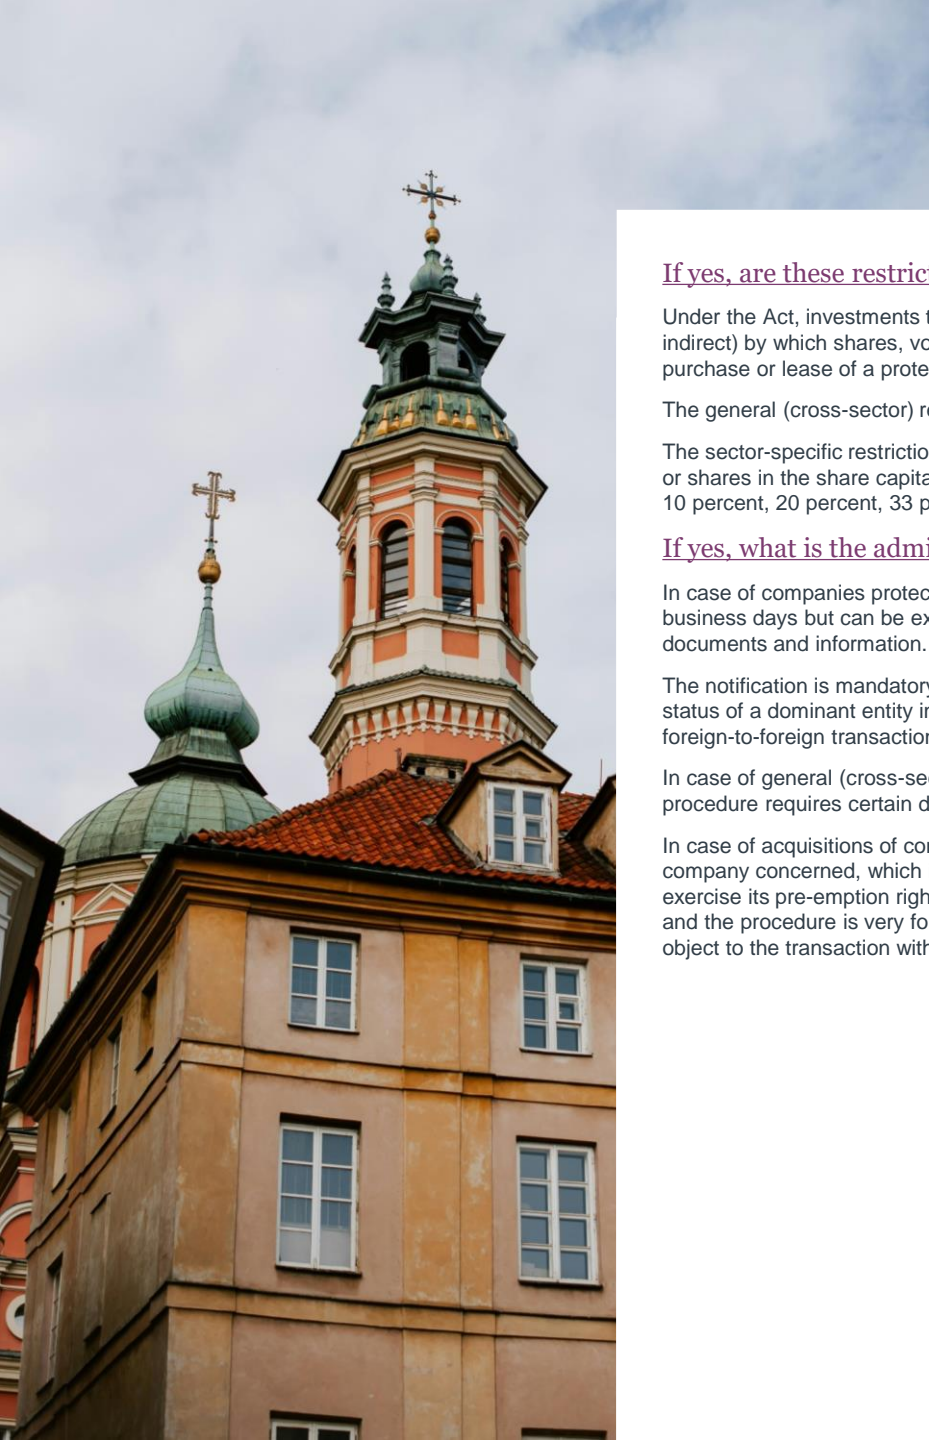 If yes, are these restric
Under the Act, investments t
indirect) by which shares, vo
purchase or lease of a prote
The general (cross-sector) r
The sector-specific restrictio
or shares in the share capita
10 percent, 20 percent, 33 p
If yes, what is the admi
In case of companies protec
business days but can be ex
documents and information.
The notification is mandatory
status of a dominant entity i
foreign-to-foreign transaction
In case of general (cross-se
procedure requires certain d
In case of acquisitions of co
company concerned, which
exercise its pre-emption righ
and the procedure is very fo
object to the transaction with